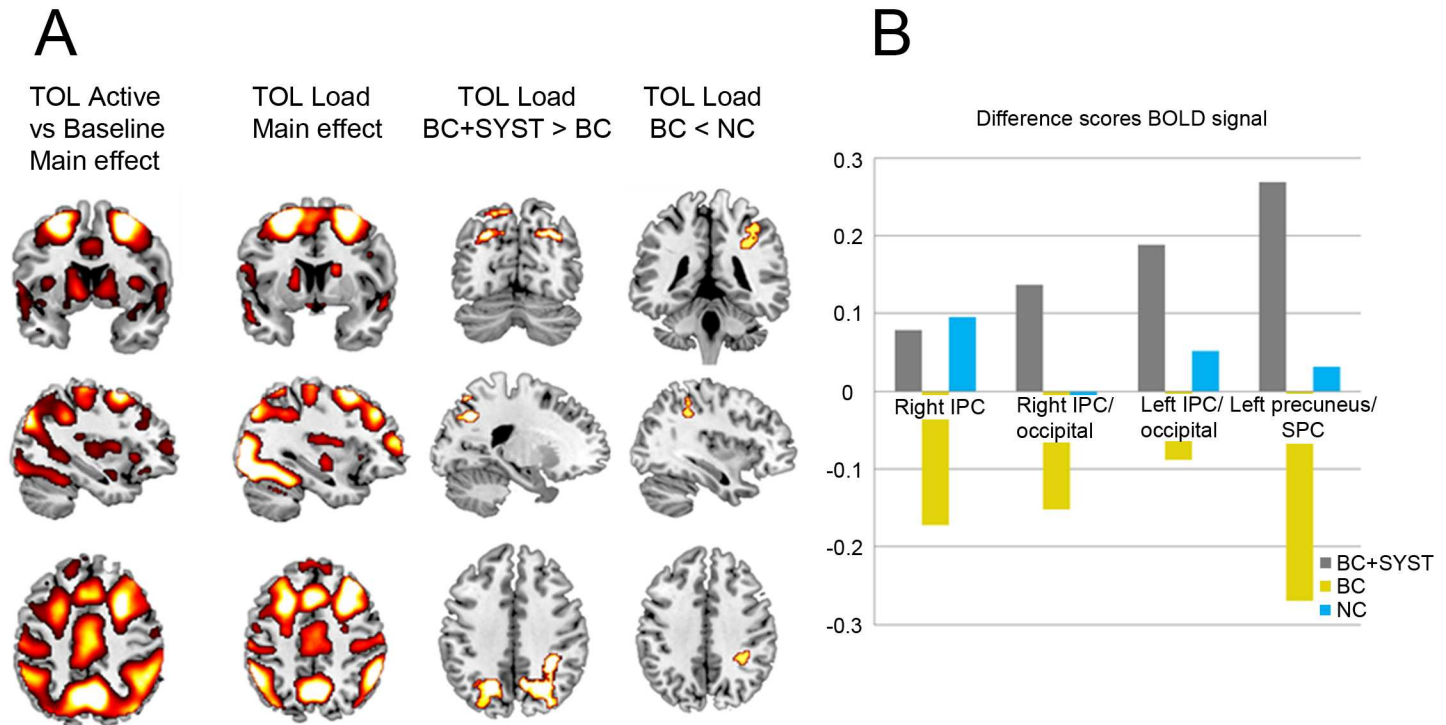 A
TOL Active
vs Baseline
Main effect
TOL Load
Main effect
TOL Load
BC+SYST > BC
TOL Load
BC < NC
B
Difference scores BOLD signal
0.3
0.2
0.1
0
-0.1
-0.2
-0.3
Right IPC
Right IPC/
occipital
Left IPC/
occipital
Left precuneus/
SPC
BC+SYST
BC
NC